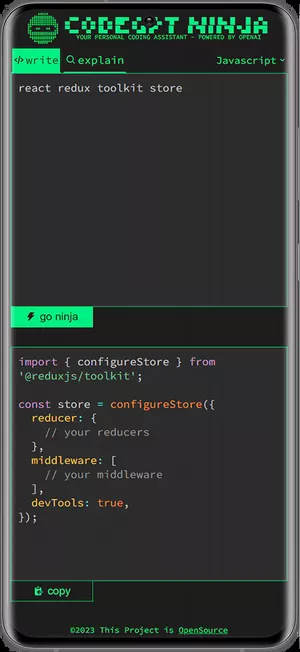 CODEGPT NINJA
YOUR PERSONAL CODING ASSISTANT - POWERED BY OPENAI
</> write explain Javascript
react redux toolkit store
go ninja
import { configureStore } from
'@reduxjs/toolkit';
const store = configureStore({
reducer: {
// your reducers
},
middleware: [
// your middleware
],
devTools: true,
});
copy
©2023 This Project is OpenSource